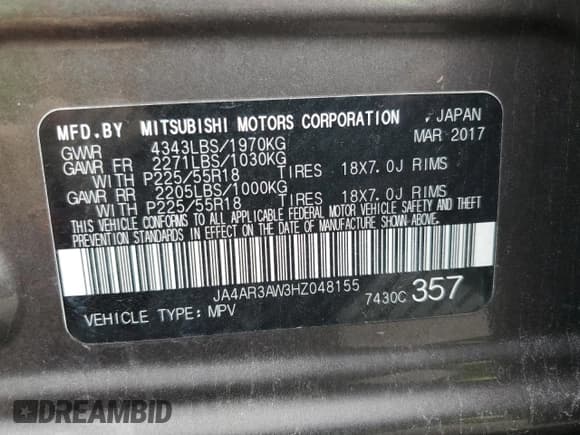 MFD.BY MITSUBISHI MOTORS CORPORATION JAPAN
GVWR 4343LBS/1970KG MAR 2017
GAWR FR 2271LBS/1030KG
WITH P225/55R18 TIRES 18X7.0J RIMS
GAWR RR 2205LBS/1000KG
WITH P225/55R18 TIRES 18X7.0J RIMS
THIS VEHICLE CONFORMS TO ALL APPLICABLE FEDERAL MOTOR VEHICLE SAFETY AND THEFT
PREVENTION STANDARDS IN EFFECT ON THE DATE OF MANUFACTURE SHOWN ABOVE.
JA4AR3AW3HZ048155
VEHICLE TYPE: MPV 7430C 357
DREAMBID